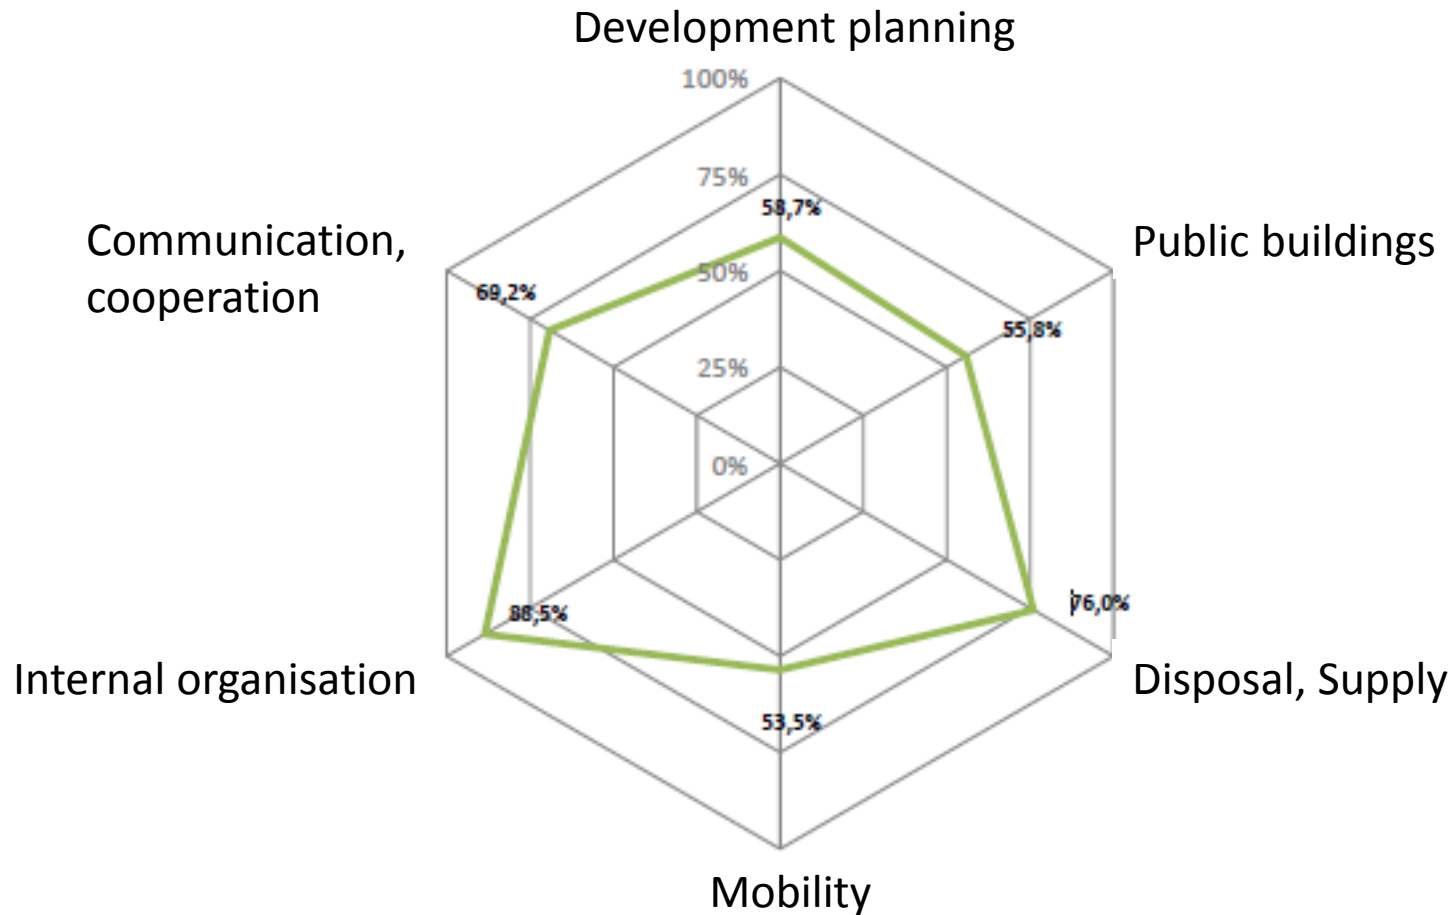 Development planning
100%
75%
58,7%
Communication,
cooperation
Public buildings
50%
69,2%
55,8%
25%
0%
76,0%
88,5%
Internal organisation
Disposal, Supply
53,5%
Mobility